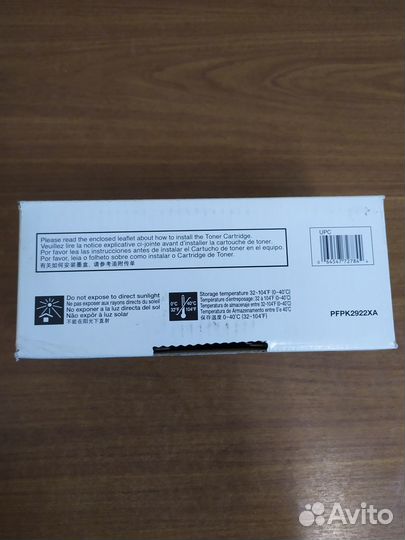 Please read the enclosed leaflet about how to install the Toner Cartridge.
Veuillez lire la notice explicative ci-jointe avant d'installer la cartouche de toner.
Por favor lea las instrucciones antes de instalar el Cartucho de toner en el equipo.
Por favor, leia o folheto sobre como instalar o Cartridge de Toner.
有关如何安装墨盒,请参阅附传单
UPC
Do not expose to direct sunlight
Ne pas exposer aux rayons directs du soleil
No exponer a la luz directa del sol
Não expôr à luz solar
不能在阳光下直射
0°C
32°F
40°C
104°F
Storage temperature 32-104°F (0-40°C)
Température d'entreposage: 32 à 104°F (0-40°C)
Temperatura de almacenaje entre 32-104°F (0-40°C)
Temperatura de Armazenamento entre 0 e 40°C
保存温度 0-40°C (32-104°F)
PFPK2922XA
Avito